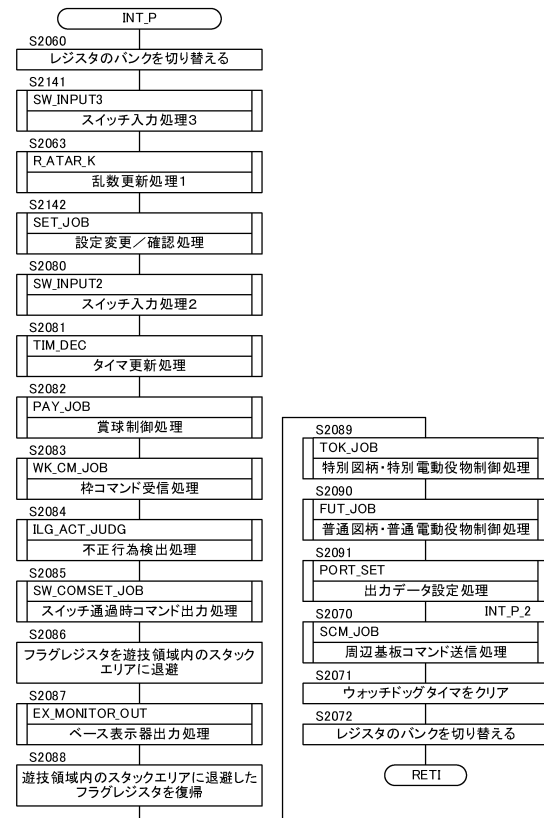 INT_P
S2060
レジスタのバンクを切り替える
S2141
SW_INPUT3
スイッチ入力処理3
S2063
R_ATAR_K
乱数更新処理1
S2142
SET_JOB
設定変更／確認処理
S2080
SW_INPUT2
スイッチ入力処理2
S2081
TIM_DEC
タイマ更新処理
S2082
PAY_JOB
賞球制御処理
S2083
WK_CM_JOB
枠コマンド受信処理
S2084
ILG_ACT_JUDG
不正行為検出処理
S2085
SW_COMSET_JOB
スイッチ通過時コマンド出力処理
S2086
フラグレジスタを遊技領域内のスタック
エリアに退避
S2087
EX_MONITOR_OUT
ベース表示器出力処理
S2088
遊技領域内のスタックエリアに退避した
フラグレジスタを復帰
S2089
TOK_JOB
特別図柄・特別電動役物制御処理
S2090
FUT_JOB
普通図柄・普通電動役物制御処理
S2091
PORT_SET
出力データ設定処理
INT_P_2
S2070
SCM_JOB
周辺基板コマンド送信処理
S2071
ウォッチドッグタイマをクリア
S2072
レジスタのバンクを切り替える
RETI